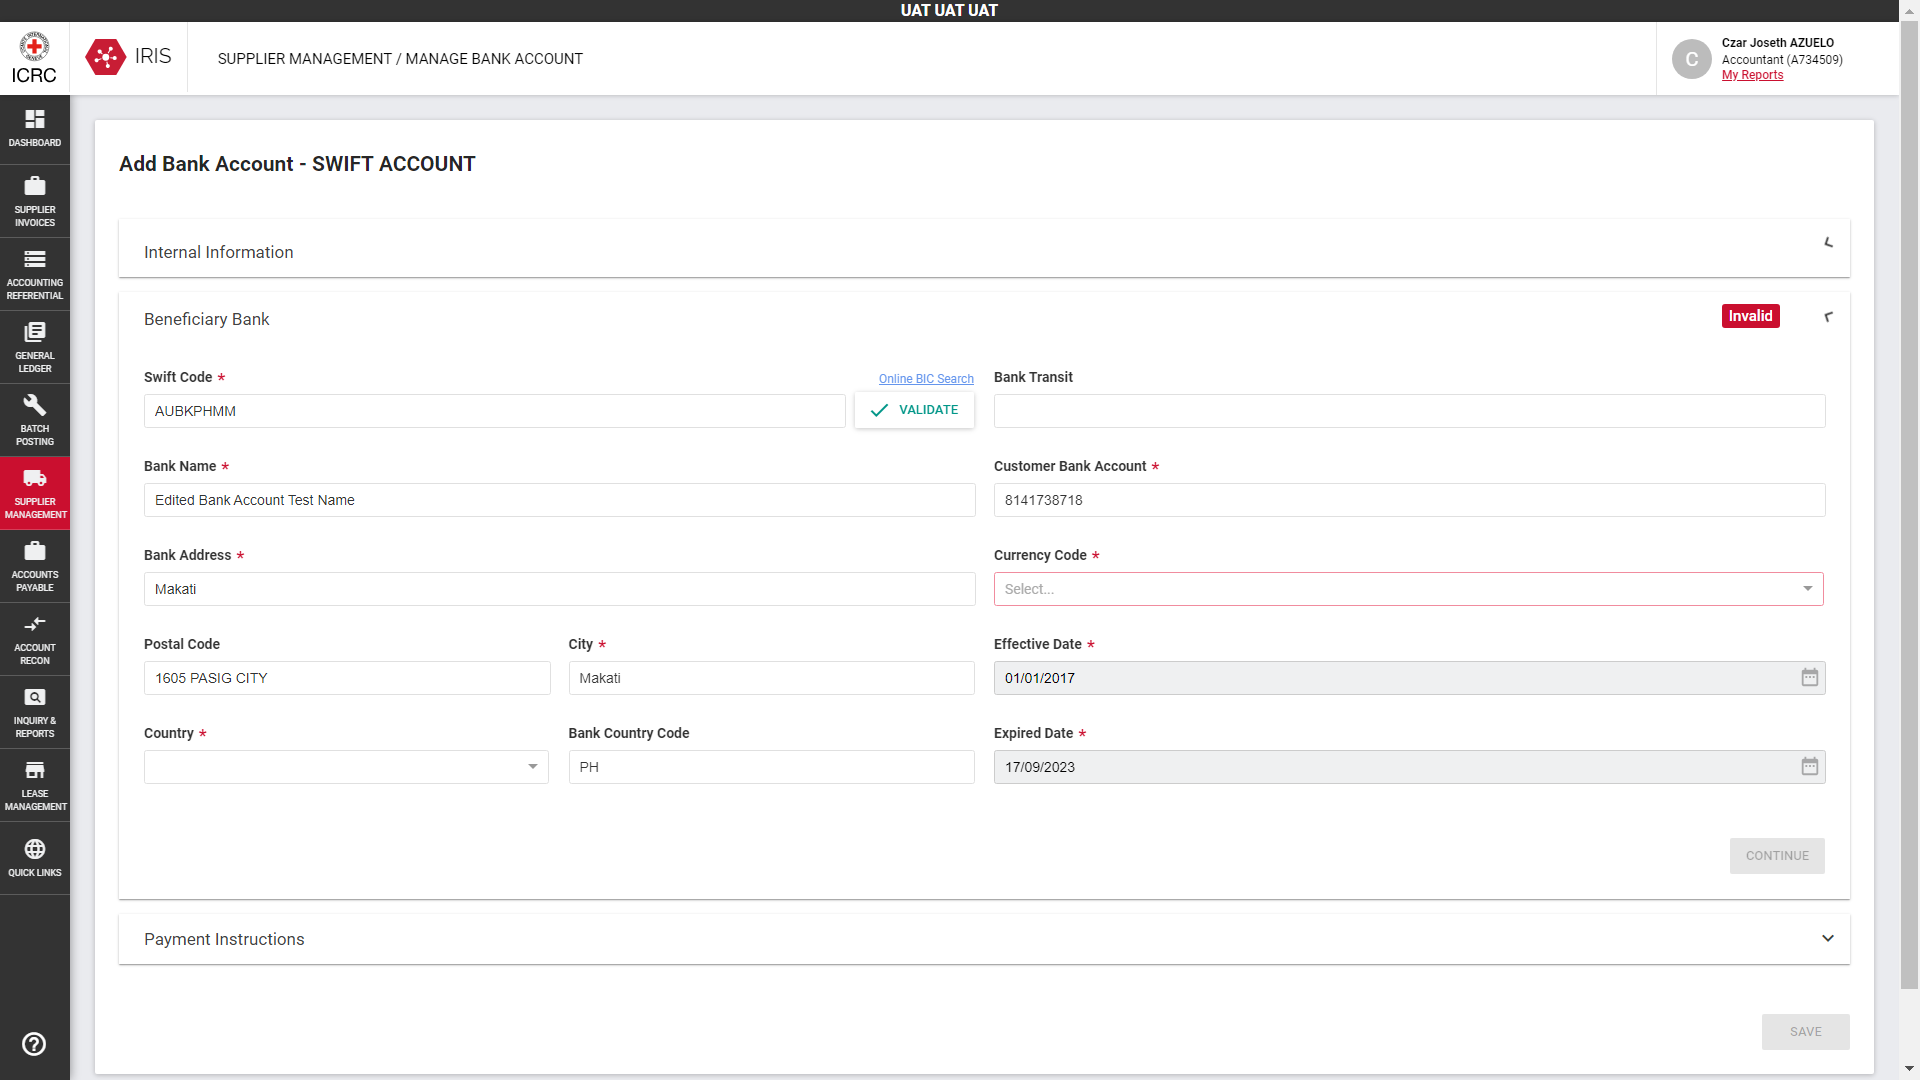 UAT UAT UAT
ICRC
IRIS
SUPPLIER MANAGEMENT / MANAGE BANK ACCOUNT
C
Czar Joseth AZUELO
Accountant (A734509)
My Reports
DASHBOARD
SUPPLIER
INVOICES
ACCOUNTING
REFERENTIAL
GENERAL
LEDGER
BATCH
POSTING
SUPPLIER
MANAGEMENT
ACCOUNTS
PAYABLE
ACCOUNT
RECON
INQUIRY &
REPORTS
LEASE
MANAGEMENT
QUICK LINKS
Add Bank Account - SWIFT ACCOUNT
Internal Information
Beneficiary Bank
Invalid
Swift Code *
Online BIC Search
AUBKPHMM
VALIDATE
Bank Transit
Bank Name *
Edited Bank Account Test Name
Customer Bank Account *
8141738718
Bank Address *
Makati
Currency Code *
Select...
Postal Code
1605 PASIG CITY
City *
Makati
Effective Date *
01/01/2017
Country *
Bank Country Code
PH
Expired Date *
17/09/2023
CONTINUE
Payment Instructions
SAVE